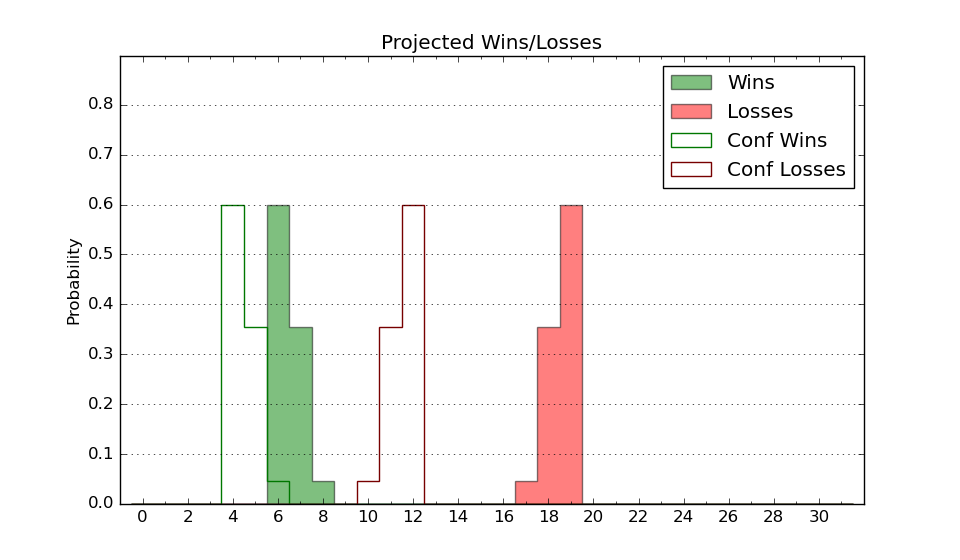 Projected Wins/Losses
Wins
Losses
Conf Wins
Conf Losses
Probability
0.8
0.7
0.6
0.5
0.4
0.3
0.2
0.1
0.0
0 2 4 6 8 10 12 14 16 18 20 22 24 26 28 30